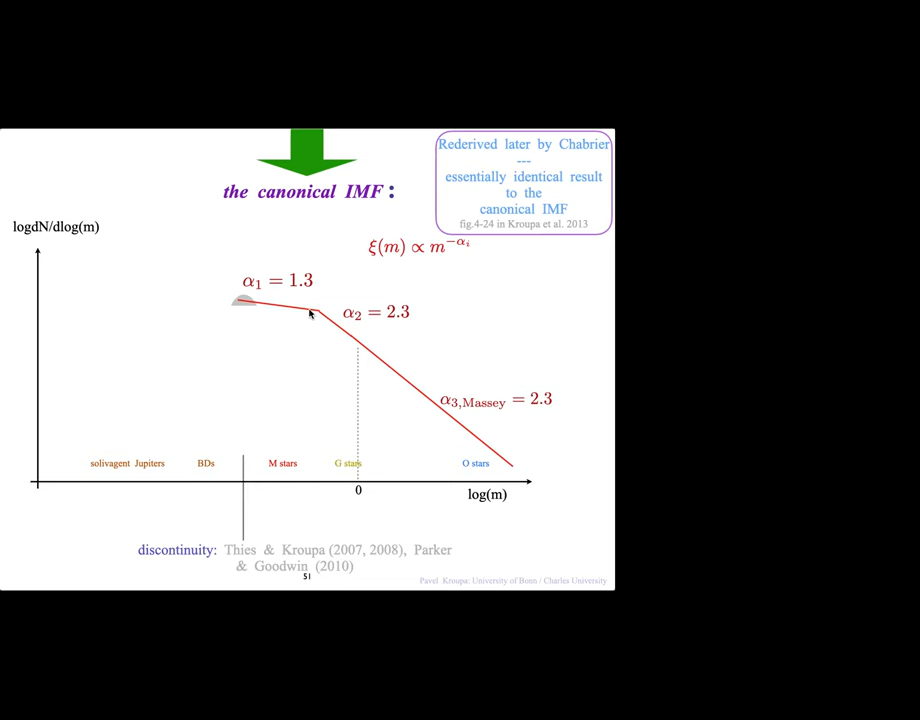 Rederived later by Chabrier
---
essentially identical result
to the
canonical IMF
fig.4-24 in Kroupa et al. 2013
the canonical IMF :
logdN/dlog(m)
ξ(m) ∝ m^{−α_i}
α₁ = 1.3
α₂ = 2.3
α_{3,Massey} = 2.3
solivagent Jupiters
BDs
M stars
G stars
O stars
0
log(m)
discontinuity: Thies & Kroupa (2007, 2008), Parker
& Goodwin (2010)
51
Pavel Kroupa: University of Bonn / Charles University